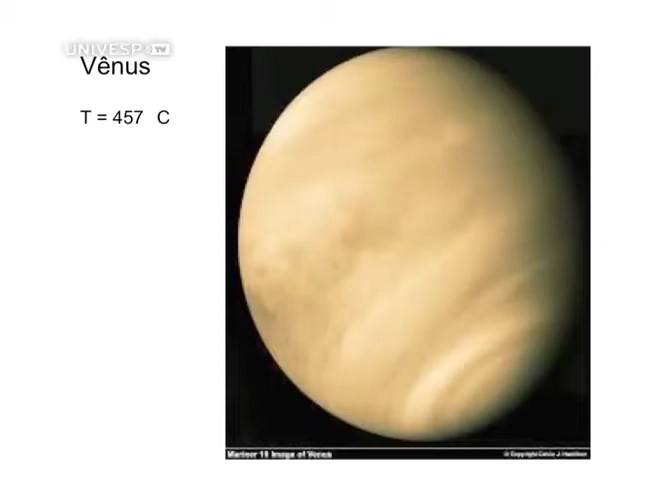 UNIVESP TV
Vênus
T = 457 C
Mariner 10 Image of Venus
© Copyright Calvin J. Hamilton